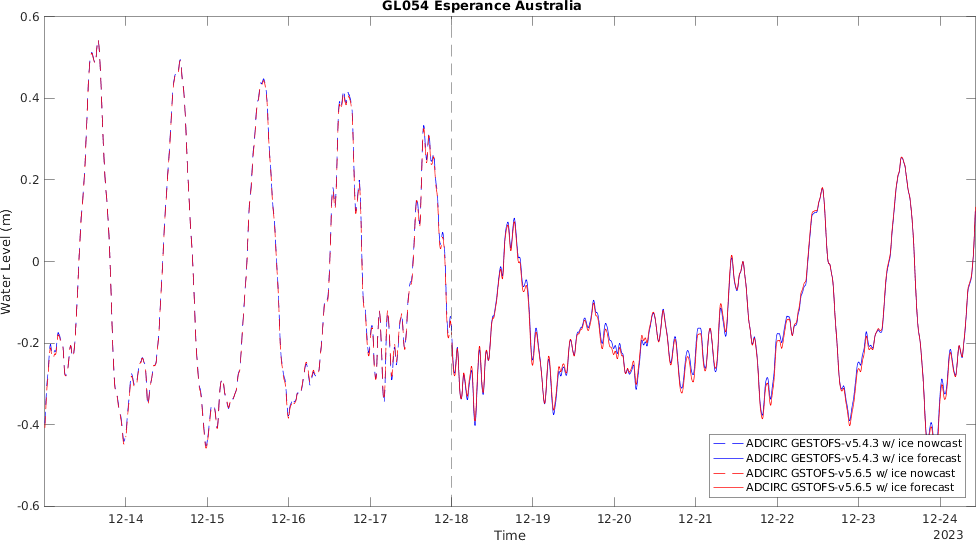 GL054 Esperance Australia
0.6
0.4
0.2
0
-0.2
-0.4
-0.6
Water Level (m)
ADCIRC GESTOFS-v5.4.3 w/ ice nowcast
ADCIRC GESTOFS-v5.4.3 w/ ice forecast
ADCIRC GSTOFS-v5.6.5 w/ ice nowcast
ADCIRC GSTOFS-v5.6.5 w/ ice forecast
12-14 12-15 12-16 12-17 12-18 12-19 12-20 12-21 12-22 12-23 12-24
Time
2023